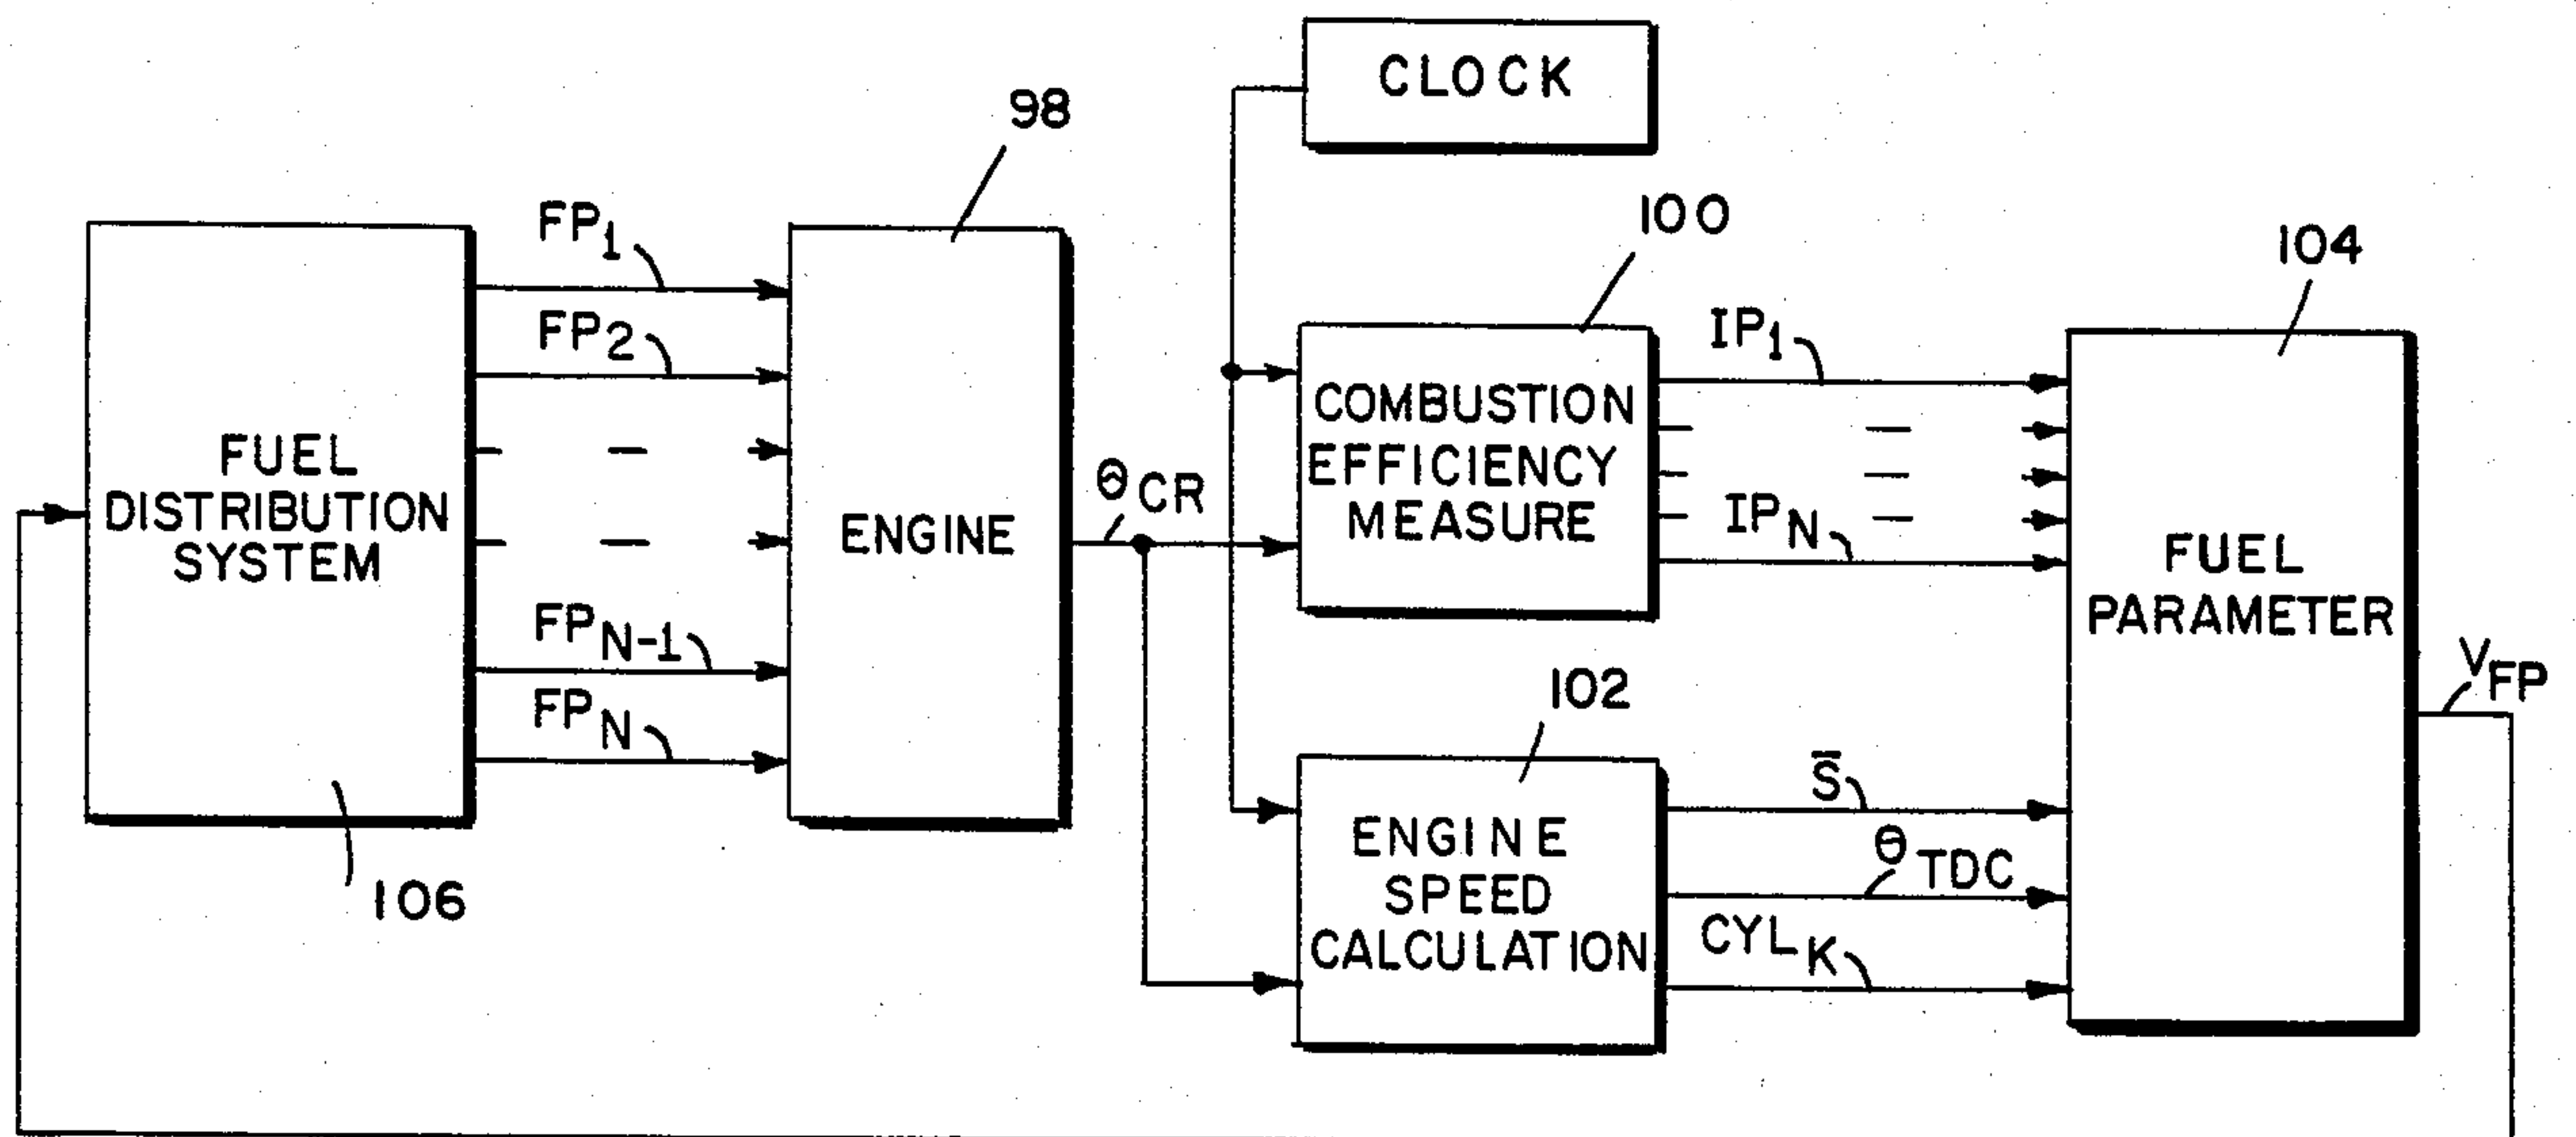 CLOCK
98
100
104
FP1
FP2
FPN-1
FPN
FUEL
DISTRIBUTION
SYSTEM
106
ENGINE
θCR
COMBUSTION
EFFICIENCY
MEASURE
IP1
IPN
102
ENGINE
SPEED
CALCULATION
S̄
θTDC
CYLK
FUEL
PARAMETER
VFP